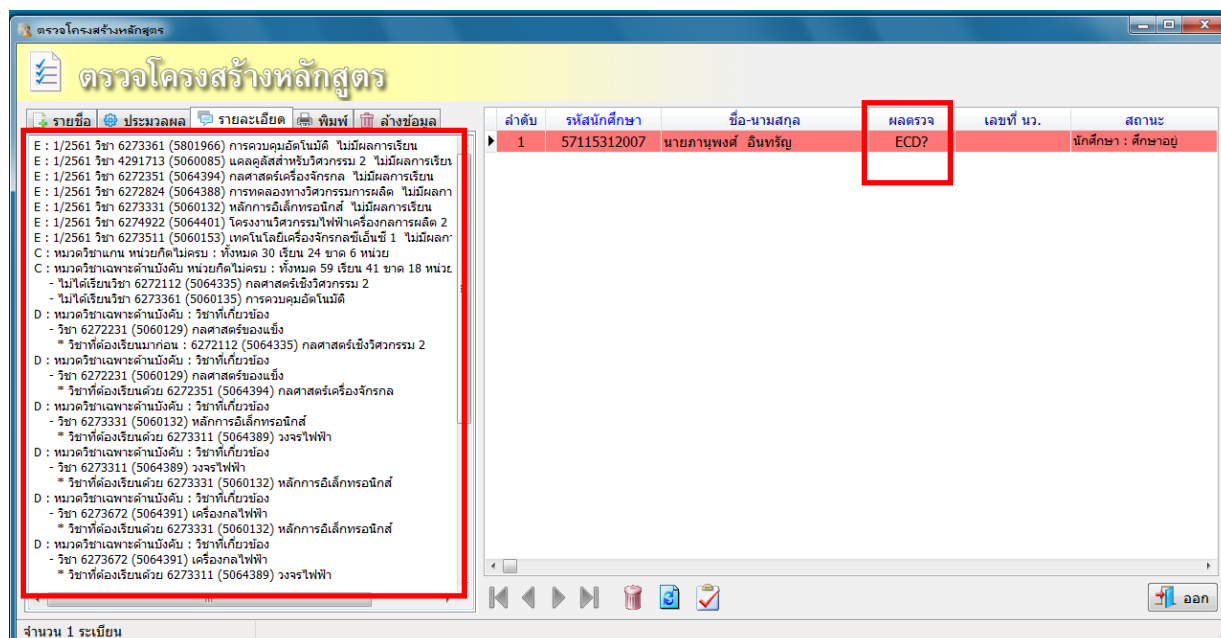 ตรวจโครงสร้างหลักสูตร
ตรวจโครงสร้างหลักสูตร
รายชื่อ ประมวลผล รายละเอียด พิมพ์ ล้างข้อมูล
E : 1/2561 วิชา 6273361 (5801966) การควบคุมอัตโนมัติ ไม่มีผลการเรียน
E : 1/2561 วิชา 4291713 (5060085) แคลคูลัสสำหรับวิศวกรรม 2 ไม่มีผลการเรียน
E : 1/2561 วิชา 6272351 (5064394) กลศาสตร์เครื่องจักรกล ไม่มีผลการเรียน
E : 1/2561 วิชา 6272824 (5064388) การทดลองทางวิศวกรรมการผลิต ไม่มีผลกา
E : 1/2561 วิชา 6273331 (5060132) หลักการอิเล็กทรอนิกส์ ไม่มีผลการเรียน
E : 1/2561 วิชา 6274922 (5064401) โครงงานวิศวกรรมไฟฟ้าเครื่องกลการผลิต 2
E : 1/2561 วิชา 6273511 (5060153) เทคโนโลยีเครื่องจักรกลซีเอ็นซี 1 ไม่มีผลกา
C : หมวดวิชาแกน หน่วยกิตไม่ครบ : ทั้งหมด 30 เรียน 24 ขาด 6 หน่วย
C : หมวดวิชาเฉพาะด้านบังคับ หน่วยกิตไม่ครบ : ทั้งหมด 59 เรียน 41 ขาด 18 หน่วย
- ไม่ได้เรียนวิชา 6272112 (5064335) กลศาสตร์เชิงวิศวกรรม 2
- ไม่ได้เรียนวิชา 6273361 (5060135) การควบคุมอัตโนมัติ
D : หมวดวิชาเฉพาะด้านบังคับ : วิชาที่เกี่ยวข้อง
- วิชา 6272231 (5060129) กลศาสตร์ของแข็ง
* วิชาที่ต้องเรียนมาก่อน : 6272112 (5064335) กลศาสตร์เชิงวิศวกรรม 2
D : หมวดวิชาเฉพาะด้านบังคับ : วิชาที่เกี่ยวข้อง
- วิชา 6272231 (5060129) กลศาสตร์ของแข็ง
* วิชาที่ต้องเรียนด้วย 6272351 (5064394) กลศาสตร์เครื่องจักรกล
D : หมวดวิชาเฉพาะด้านบังคับ : วิชาที่เกี่ยวข้อง
- วิชา 6273331 (5060132) หลักการอิเล็กทรอนิกส์
* วิชาที่ต้องเรียนด้วย 6273311 (5064389) วงจรไฟฟ้า
D : หมวดวิชาเฉพาะด้านบังคับ : วิชาที่เกี่ยวข้อง
- วิชา 6273311 (5064389) วงจรไฟฟ้า
* วิชาที่ต้องเรียนด้วย 6273331 (5060132) หลักการอิเล็กทรอนิกส์
D : หมวดวิชาเฉพาะด้านบังคับ : วิชาที่เกี่ยวข้อง
- วิชา 6273672 (5064391) เครื่องกลไฟฟ้า
* วิชาที่ต้องเรียนด้วย 6273331 (5060132) หลักการอิเล็กทรอนิกส์
D : หมวดวิชาเฉพาะด้านบังคับ : วิชาที่เกี่ยวข้อง
- วิชา 6273672 (5064391) เครื่องกลไฟฟ้า
* วิชาที่ต้องเรียนด้วย 6273311 (5064389) วงจรไฟฟ้า
ลำดับ รหัสนักศึกษา ชื่อ-นามสกุล ผลตรวจ เลขที่ นว. สถานะ
1 57115312007 นายภานุพงศ์ อินทรัญ ECD? นักศึกษา : ศึกษาอยู่
ออก
จำนวน 1 ระเบียน